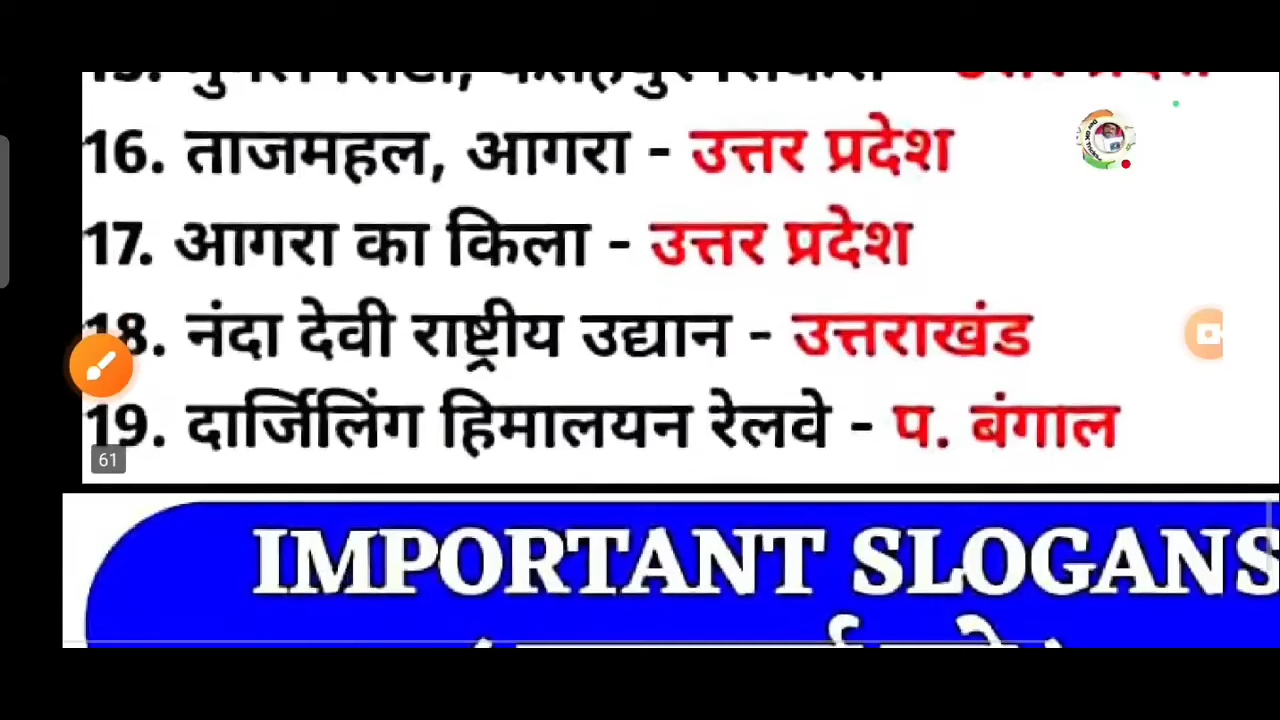 16. ताजमहल, आगरा - उत्तर प्रदेश
17. आगरा का किला - उत्तर प्रदेश
18. नंदा देवी राष्ट्रीय उद्यान - उत्तराखंड
19. दार्जिलिंग हिमालयन रेलवे - प. बंगाल
61
IMPORTANT SLOGANS